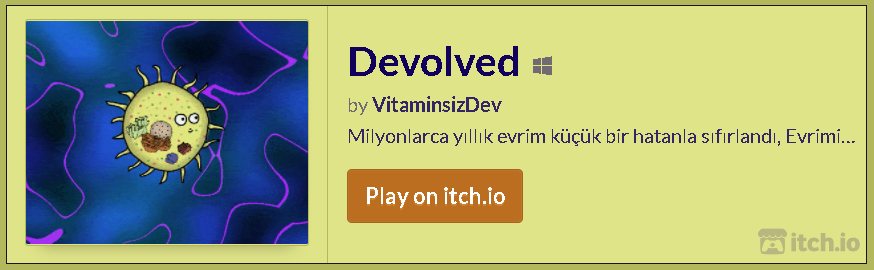 Devolved
by VitaminsizDev
Milyonlarca yıllık evrim küçük bir hatanla sıfırlandı, Evrimi...
Play on itch.io
itch.io